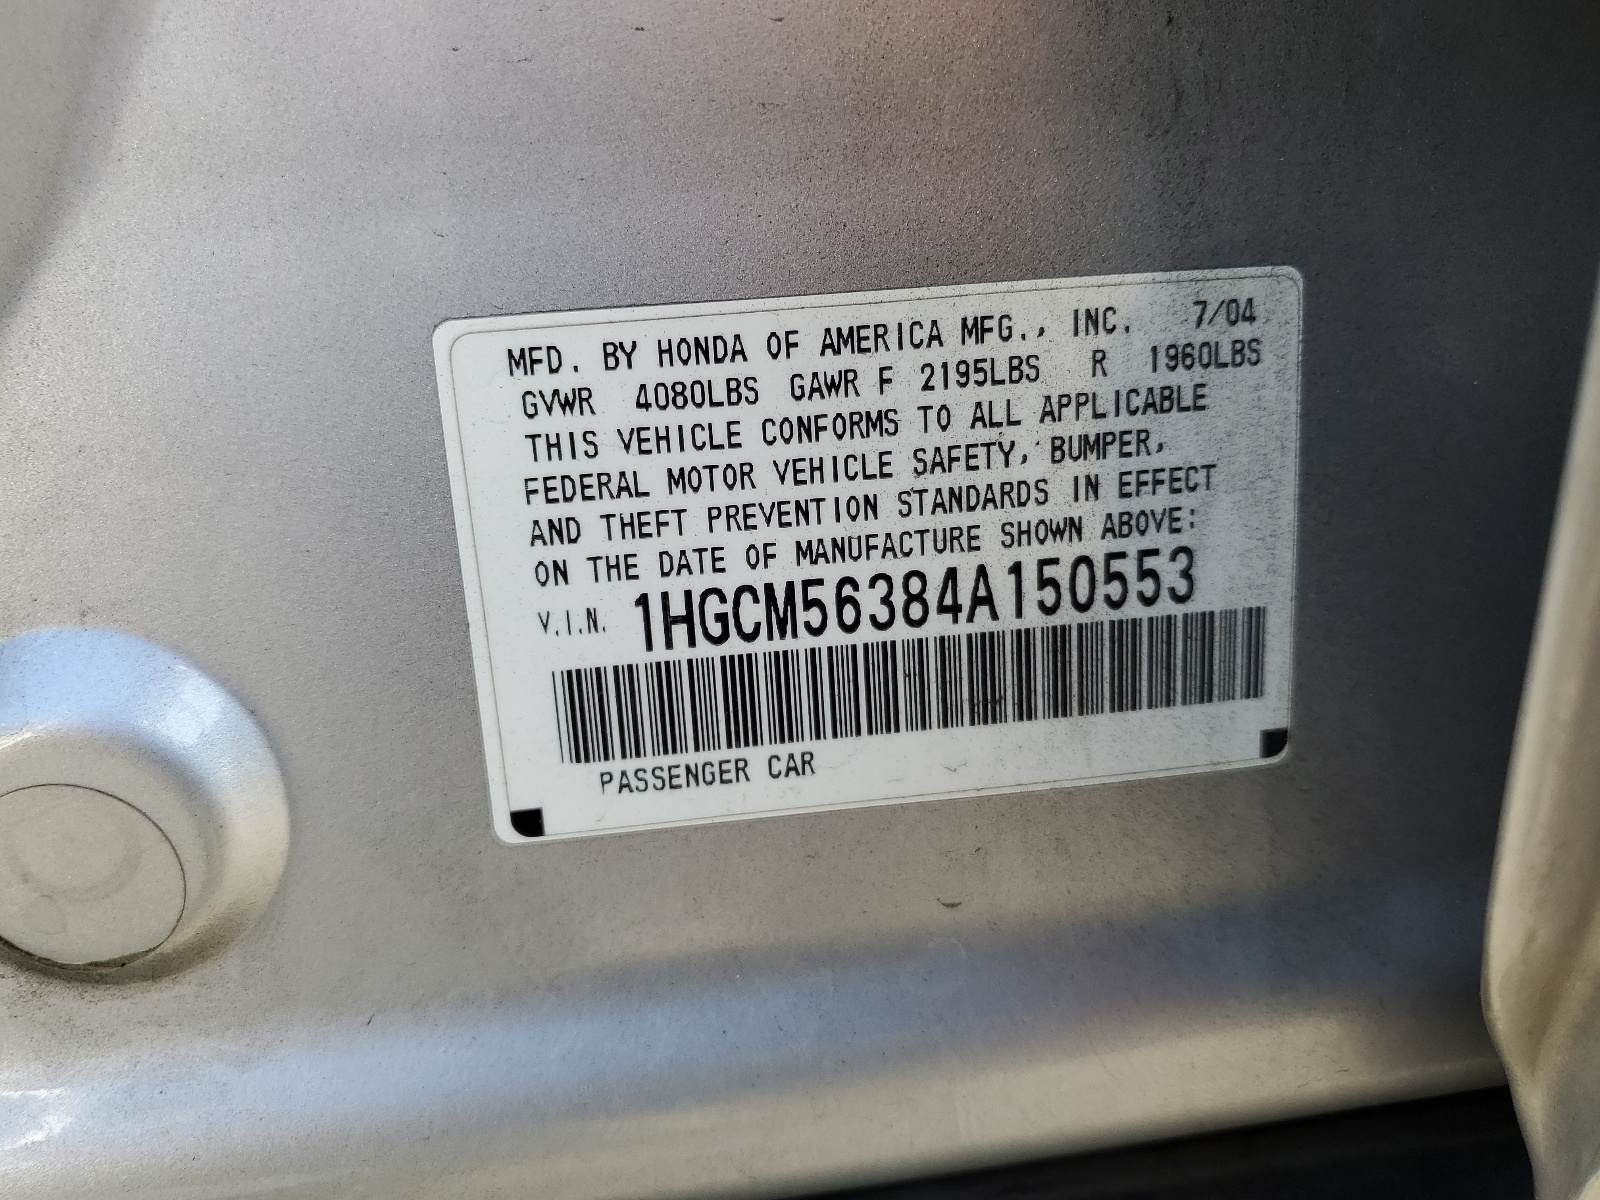 MFD. BY HONDA OF AMERICA MFG., INC. 7/04
GVWR 4080LBS GAWR F 2195LBS R 1960LBS
THIS VEHICLE CONFORMS TO ALL APPLICABLE
FEDERAL MOTOR VEHICLE SAFETY, BUMPER,
AND THEFT PREVENTION STANDARDS IN EFFECT
ON THE DATE OF MANUFACTURE SHOWN ABOVE:
V.I.N. 1HGCM56384A150553
PASSENGER CAR